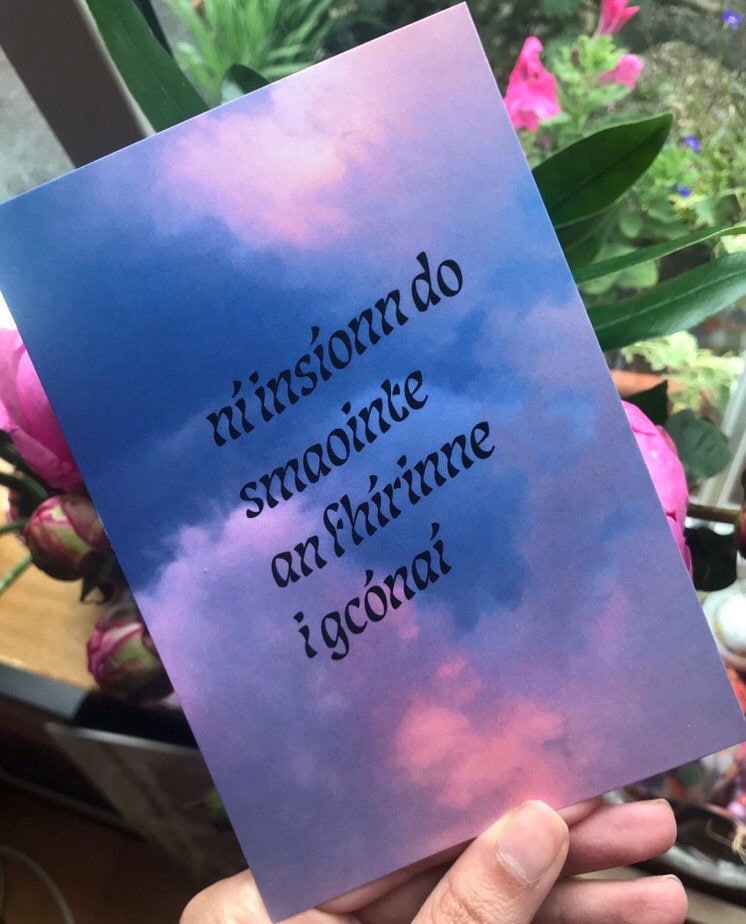 ní insíonn do
smaointe
an fhírinne
i gcónaí